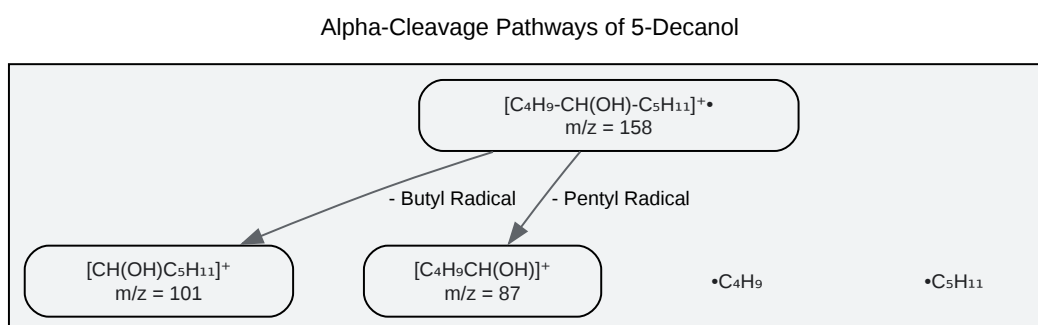 Alpha-Cleavage Pathways of 5-Decanol
[C₄H₉-CH(OH)-C₅H₁₁]⁺•
m/z = 158
- Butyl Radical
- Pentyl Radical
[CH(OH)C₅H₁₁]⁺
m/z = 101
[C₄H₉CH(OH)]⁺
m/z = 87
•C₄H₉
•C₅H₁₁